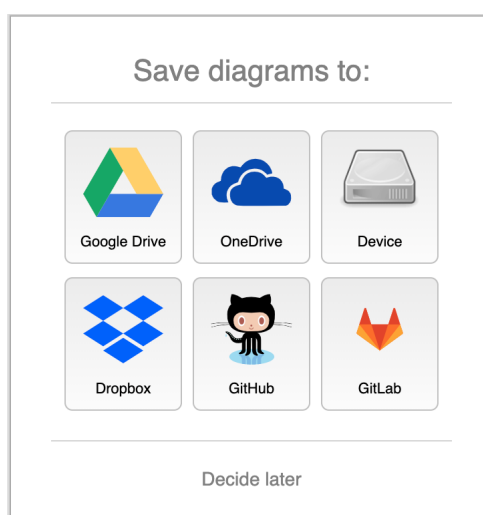 Save diagrams to:
Google Drive
OneDrive
Device
Dropbox
GitHub
GitLab
Decide later